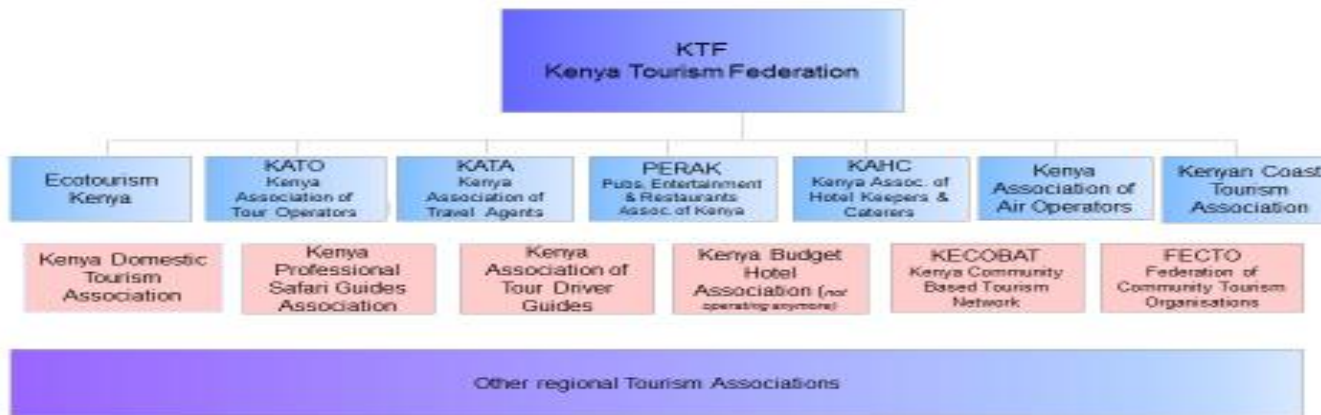 KTF
Kenya Tourism Federation
Ecotourism
Kenya
KATO
Kenya
Association of
Tour Operators
KATA
Kenya
Association of
Travel Agents
PERAK
Pubs, Entertainment
& Restaurants
Assoc. of Kenya
KAHC
Kenya Assoc. of
Hotel Keepers &
Caterers
Kenya
Association of
Air Operators
Kenyan Coast
Tourism
Association
Kenya Domestic
Tourism
Association
Kenya
Professional
Safari Guides
Association
Kenya
Association of
Tour Driver
Guides
Kenya Budget
Hotel
Association (not
operating anymore)
KECOBAT
Kenya Community
Based Tourism
Network
FECTO
Federation of
Community Tourism
Organisations
Other regional Tourism Associations